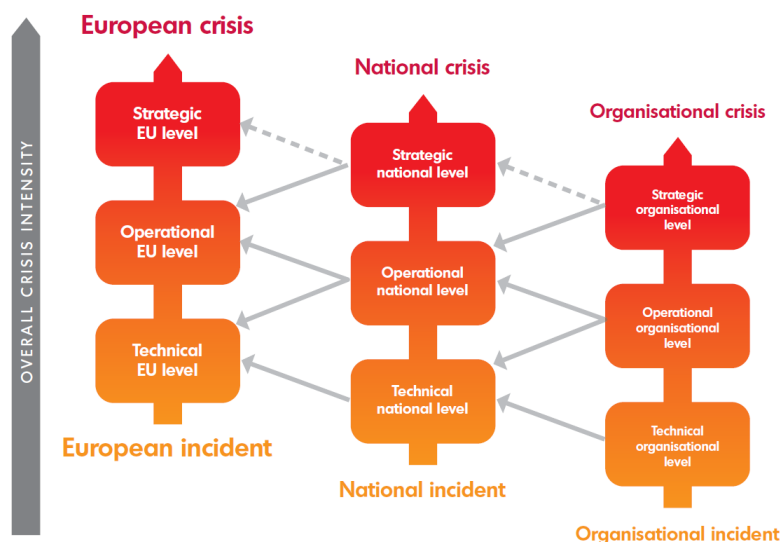 OVERALL CRISIS INTENSITY
European crisis
Strategic
EU level
Operational
EU level
Technical
EU level
European incident
National crisis
Strategic
national level
Operational
national level
Technical
national level
National incident
Organisational crisis
Strategic
organisational
level
Operational
organisational
level
Technical
organisational
level
Organisational incident